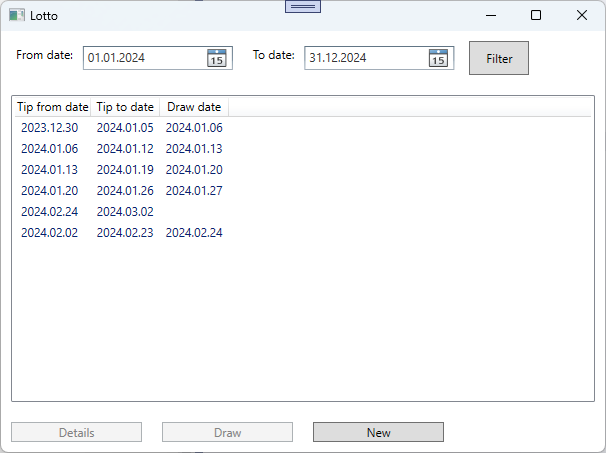 Lotto
From date: 01.01.2024 15 To date: 31.12.2024 15 Filter
Tip from date Tip to date Draw date
2023.12.30 2024.01.05 2024.01.06
2024.01.06 2024.01.12 2024.01.13
2024.01.13 2024.01.19 2024.01.20
2024.01.20 2024.01.26 2024.01.27
2024.02.24 2024.03.02
2024.02.02 2024.02.23 2024.02.24
Details Draw New